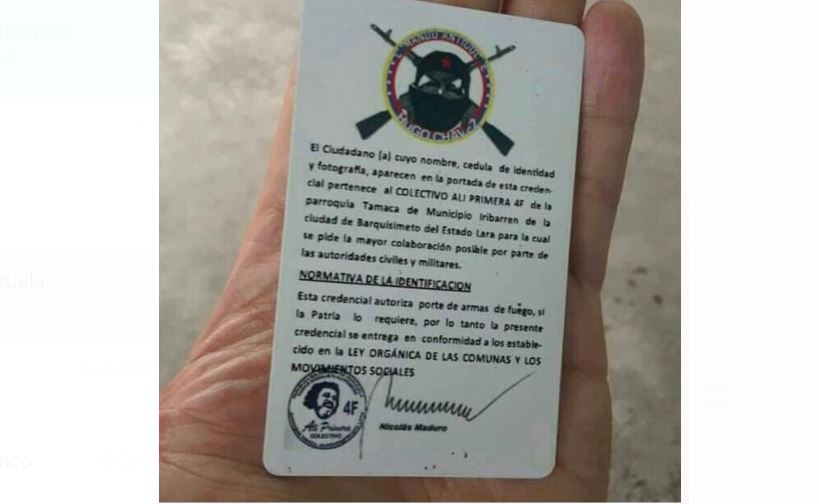 nsagens
COMANDO ANTIGOLPE
HUGO CHÁVEZ
El Ciudadano (a) cuyo nombre, cedula de identidad
y fotografía, aparecen en la portada de esta creden-
cial pertenece al COLECTIVO ALI PRIMERA 4F de la
parroquia Tamaca de Municipio Iribarren de la
ciudad de Barquisimeto del Estado Lara para la cual
se pide la mayor colaboración posible por parte de
las autoridades civiles y militares.
NORMATIVA DE LA IDENTIFICACION
Esta credencial autoriza porte de armas de fuego, si
la Patria lo requiere, por lo tanto la presente
credencial se entrega en conformidad a los estable-
cido en la LEY ORGÁNICA DE LAS COMUNAS Y LOS
MOVIMIENTOS SOCIALES
4F
Ali Primera
COLECTIVO
Nicolás Maduro
zuela
nco